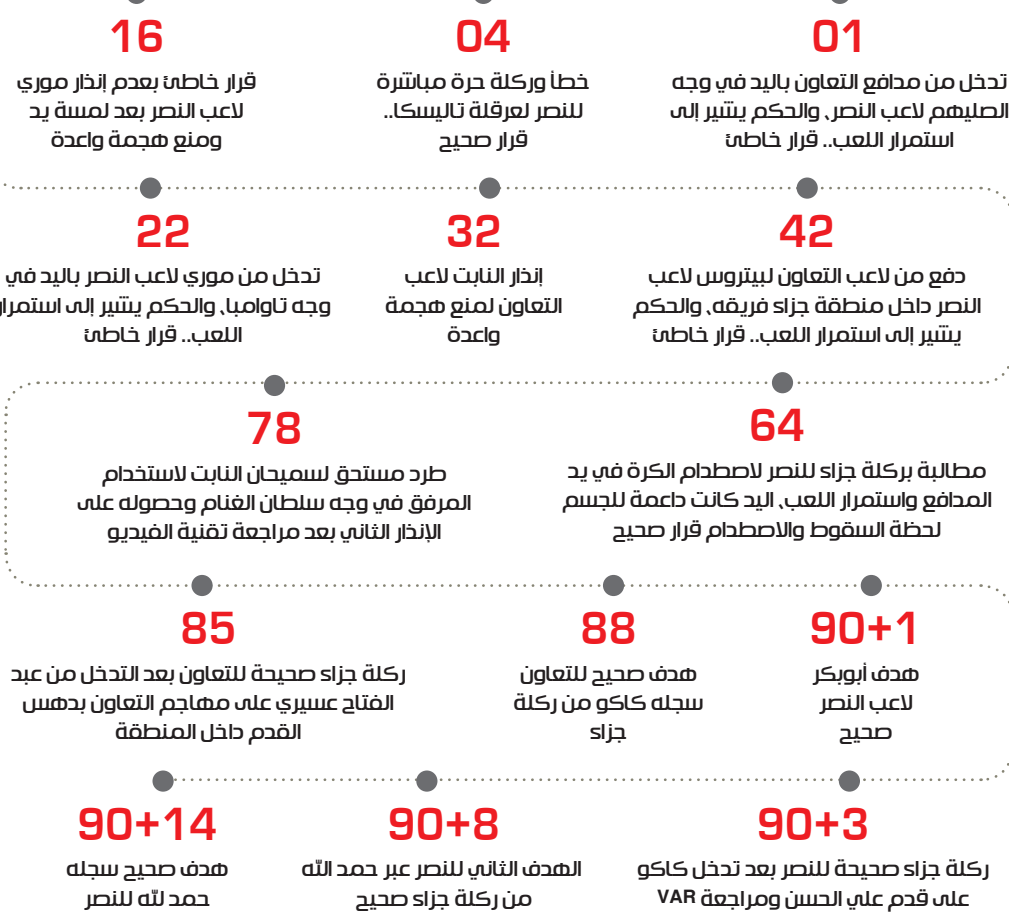 01
تدخل من مدافع التعاون باليد في وجه
الصليهم لاعب النصر، والحكم يشير إلى
استمرار اللعب.. قرار خاطئ
04
خطأ وركلة حرة مباشرة
للنصر لعرقلة تاليسكا..
قرار صحيح
16
قرار خاطئ بعدم إنذار موري
لاعب النصر بعد لمسة يد
ومنع هجمة واعدة
22
تدخل من موري لاعب النصر باليد في
وجه تاوامبا، والحكم يشير إلى استمرار
اللعب.. قرار خاطئ
32
إنذار النابت لاعب
التعاون لمنع هجمة
واعدة
42
دفع من لاعب التعاون لبيتروس لاعب
النصر داخل منطقة جزاء فريقه، والحكم
يشير إلى استمرار اللعب.. قرار خاطئ
64
مطالبة بركلة جزاء للنصر لاصطدام الكرة في يد
المدافع واستمرار اللعب، اليد كانت داعمة للجسم
لحظة السقوط والاصطدام قرار صحيح
78
طرد مستحق لسميحان النابت لاستخدام
المرفق في وجه سلطان الغنام وحصوله على
الإنذار الثاني بعد مراجعة تقنية الفيديو
85
ركلة جزاء صحيحة للتعاون بعد التدخل من عبد
الفتاح عسيري على مهاجم التعاون بدهس
القدم داخل المنطقة
88
هدف صحيح للتعاون
سجله كاكو من ركلة
جزاء
90+1
هدف أبوبكر
لاعب النصر
صحيح
90+3
ركلة جزاء صحيحة للنصر بعد تدخل كاكو
على قدم علي الحسن ومراجعة VAR
90+8
الهدف الثاني للنصر عبر حمد الله
من ركلة جزاء صحيح
90+14
هدف صحيح سجله
حمد لله للنصر